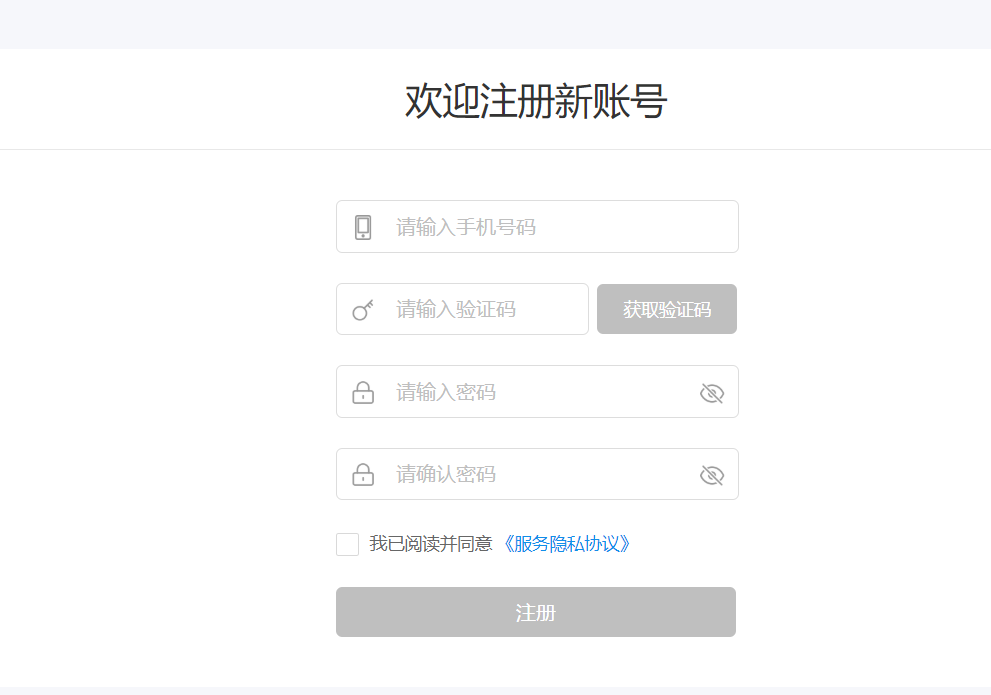 欢迎注册新账号
请输入手机号码
请输入验证码 获取验证码
请输入密码
请确认密码
我已阅读并同意《服务隐私协议》
注册